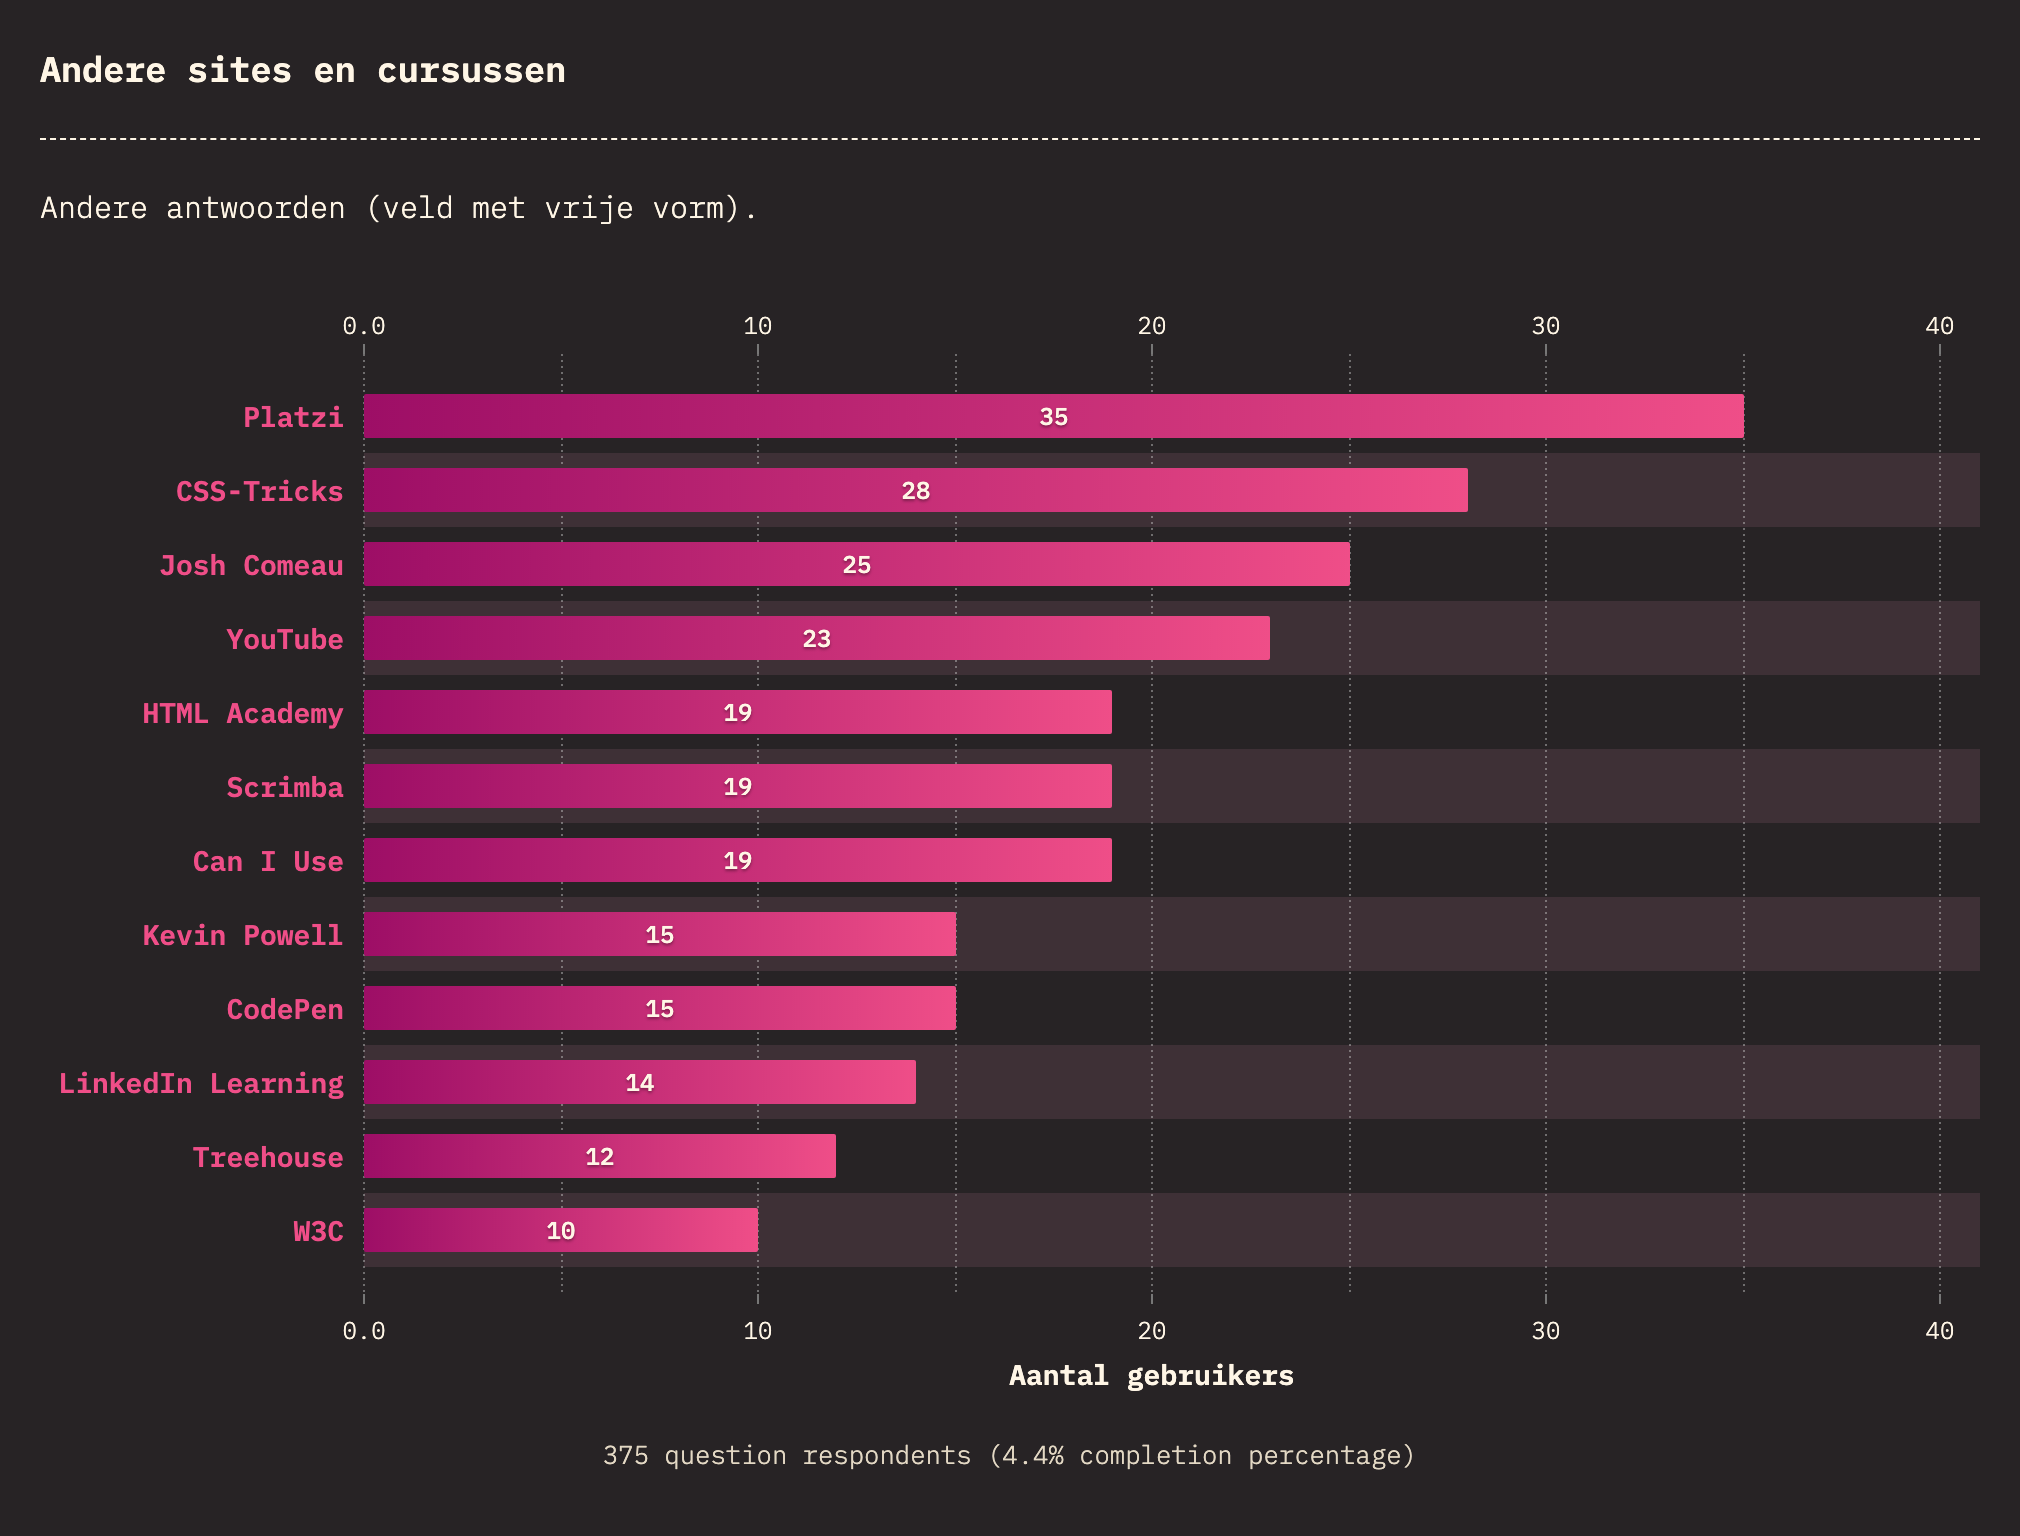 Andere sites en cursussen
Andere antwoorden (veld met vrije vorm).
0.0 10 20 30 40
Platzi 35
CSS-Tricks 28
Josh Comeau 25
YouTube 23
HTML Academy 19
Scrimba 19
Can I Use 19
Kevin Powell 15
CodePen 15
LinkedIn Learning 14
Treehouse 12
W3C 10
0.0 10 20 30 40
Aantal gebruikers
375 question respondents (4.4% completion percentage)